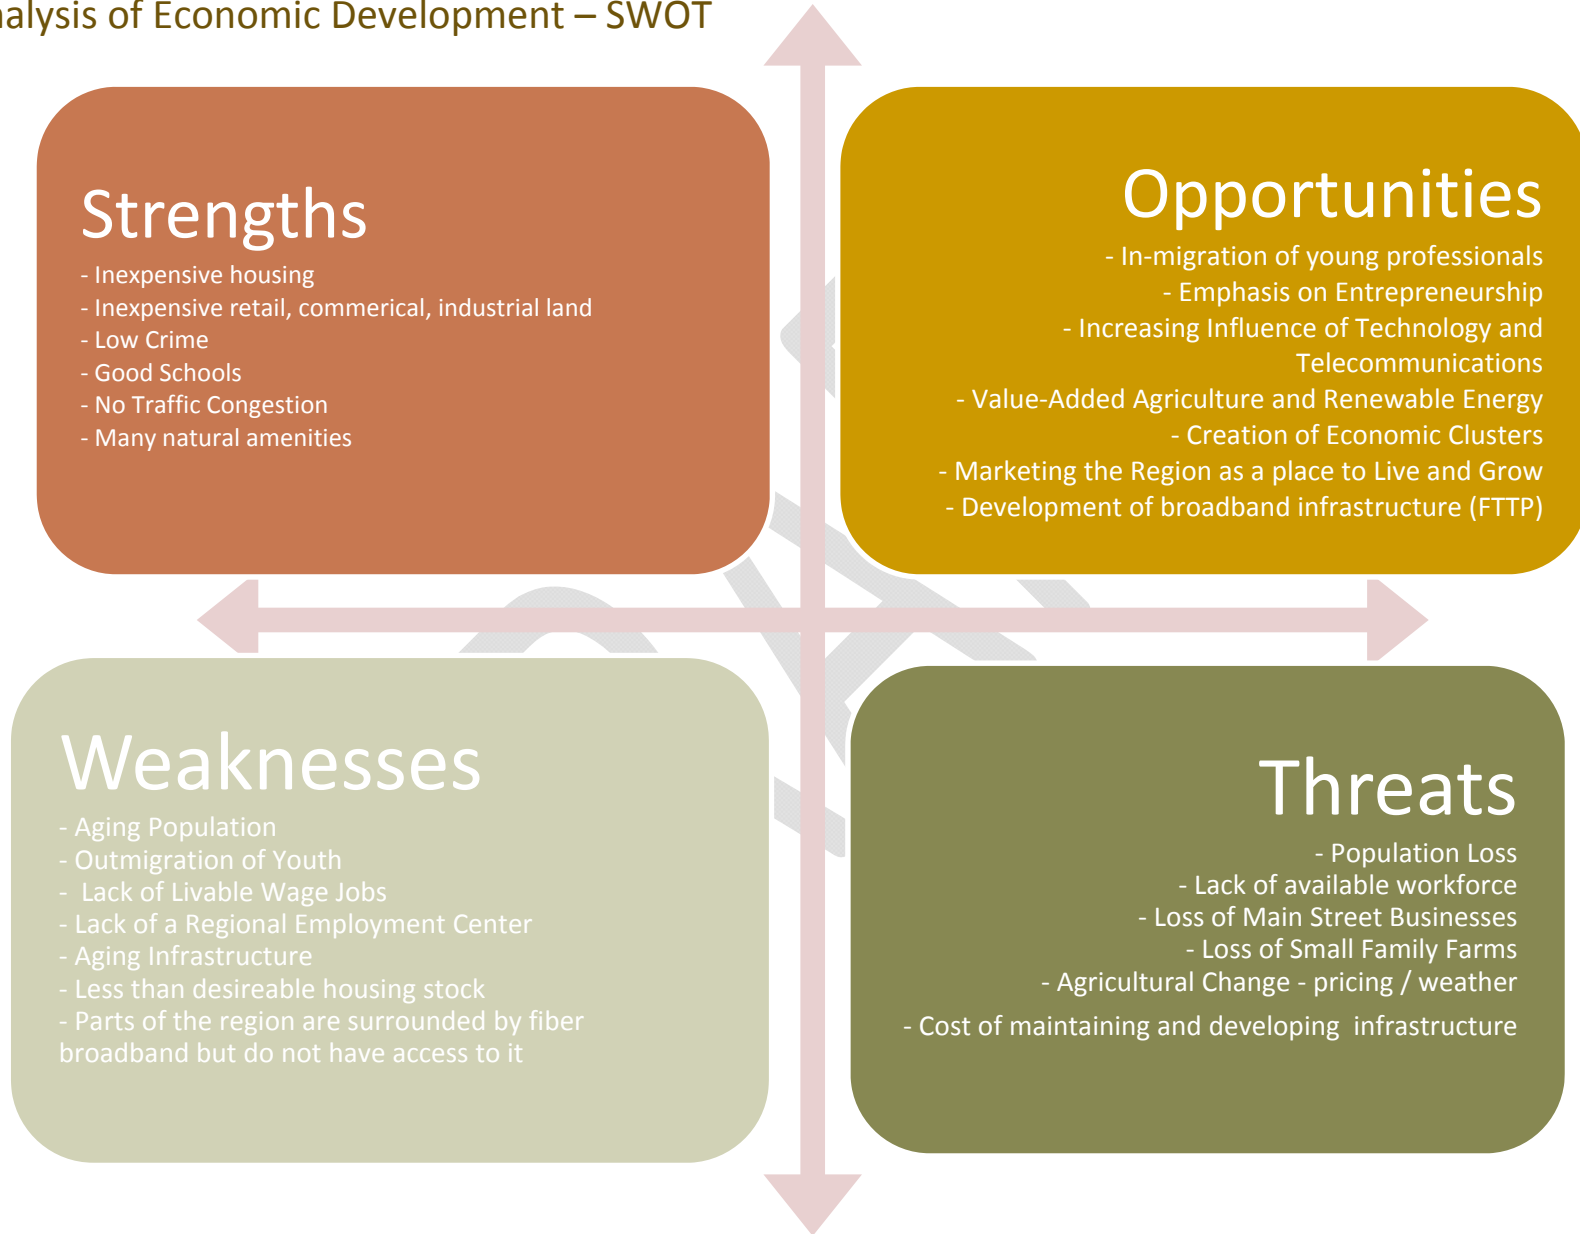 alysis of Economic Development – SWOT
Strengths
- Inexpensive housing
- Inexpensive retail, commerical, industrial land
- Low Crime
- Good Schools
- No Traffic Congestion
- Many natural amenities
Opportunities
- In-migration of young professionals
- Emphasis on Entrepreneurship
- Increasing Influence of Technology and
Telecommunications
- Value-Added Agriculture and Renewable Energy
- Creation of Economic Clusters
- Marketing the Region as a place to Live and Grow
- Development of broadband infrastructure (FTTP)
Weaknesses
- Aging Population
- Outmigration of Youth
-  Lack of Livable Wage Jobs
- Lack of a Regional Employment Center
- Aging Infrastructure
- Less than desireable housing stock
- Parts of the region are surrounded by fiber
broadband but do not have access to it
Threats
- Population Loss
- Lack of available workforce
- Loss of Main Street Businesses
- Loss of Small Family Farms
- Agricultural Change - pricing / weather
- Cost of maintaining and developing  infrastructure